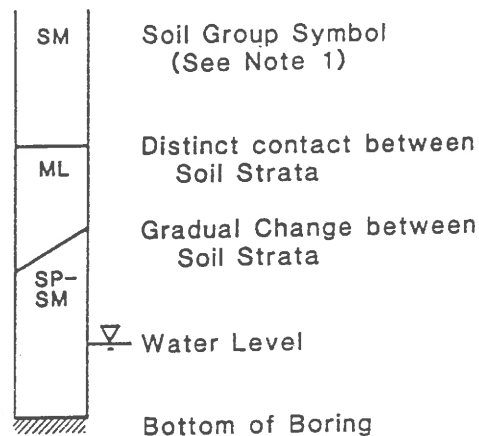 SM
Soil Group Symbol
(See Note 1)
Distinct contact between
Soil Strata
ML
Gradual Change between
Soil Strata
SP-
SM
Water Level
Bottom of Boring